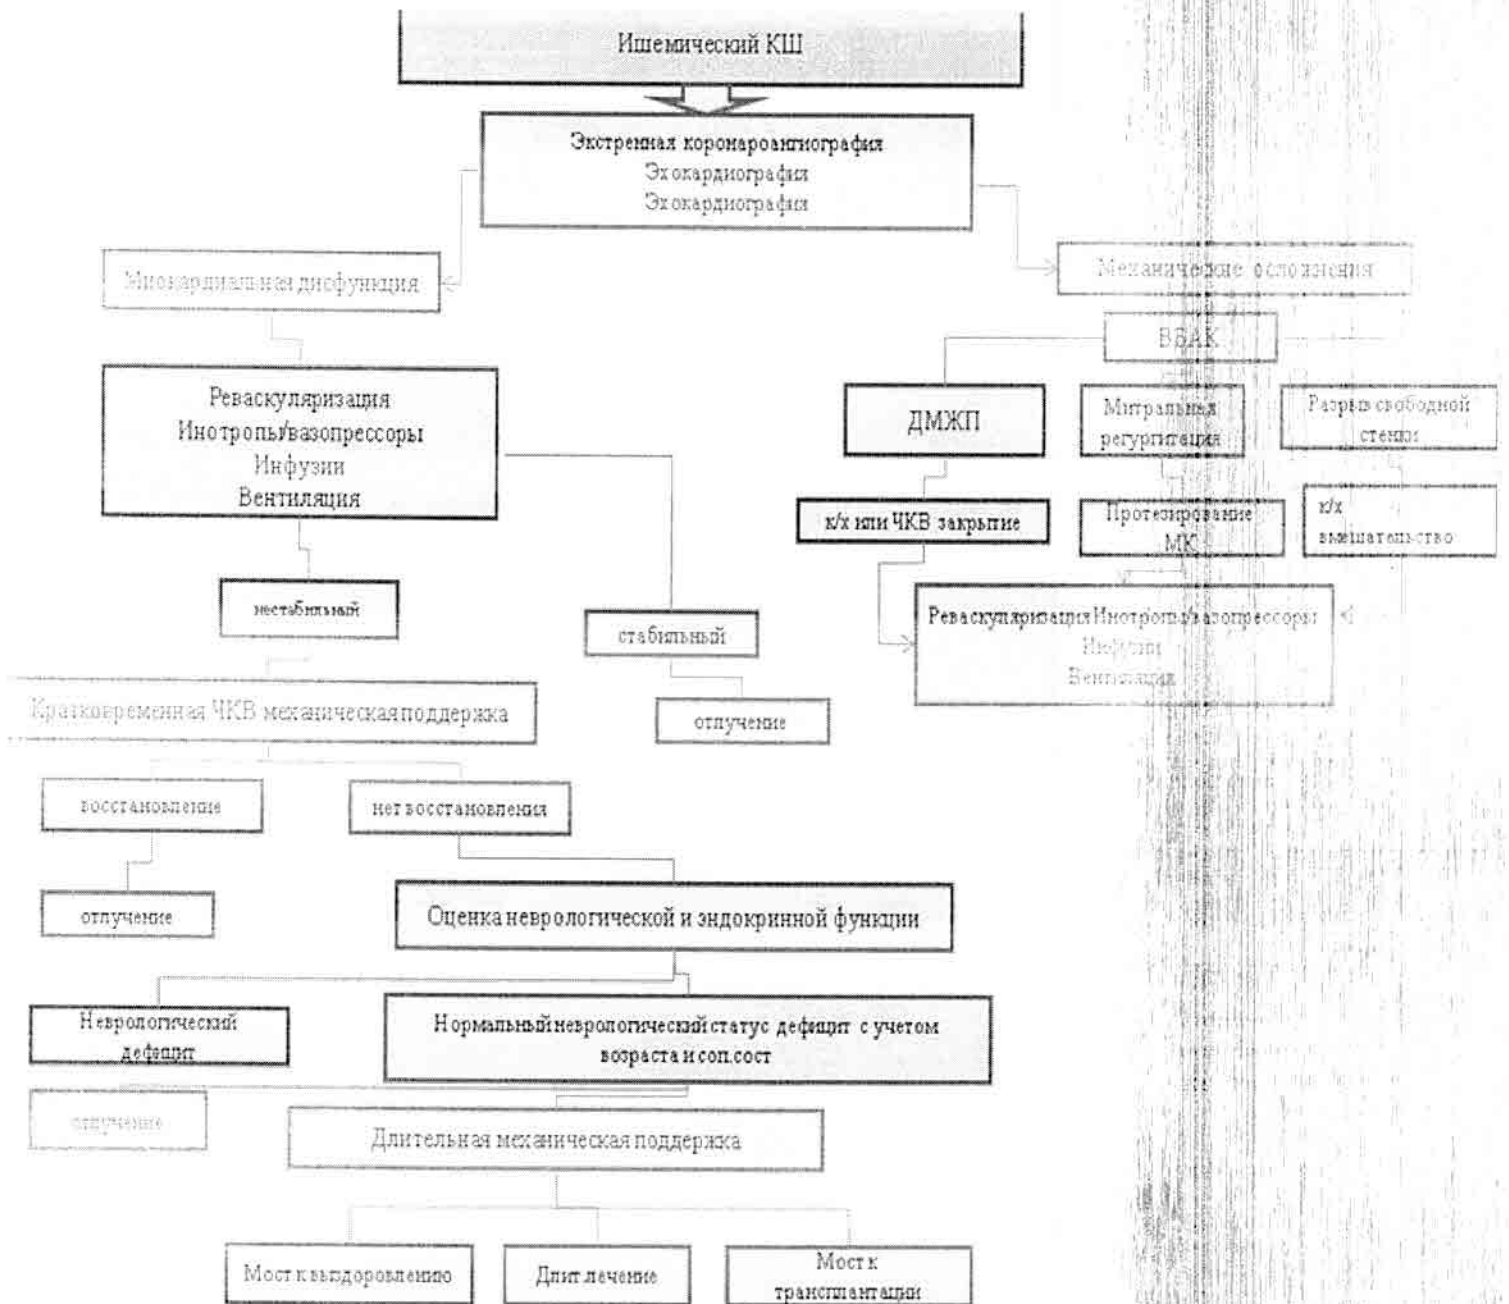 Ишемический КШ
Экстренная коронароангиография
Эхокардиография
Эхокардиография
Миокардиальная дисфункция
Механические осложнения
ВБАК
Реваскуляризация
Инотропы/вазопрессоры
Инфузии
Вентиляция
ДМЖП
Митральная
регургитация
Разрыв свободной
стенки
к/х или ЧКВ закрытие
Протезирование
МК
к/х
вмешательство
нестабильный
стабильный
Реваскуляризация Инотропы/вазопрессоры
Инфузии
Вентиляция
Кратковременная ЧКВ механическая поддержка
отлучение
восстановление
нет восстановления
отлучение
Оценка неврологической и эндокринной функции
Неврологический
дефицит
Нормальный неврологический статус дефицит с учетом
возраста и соп.сост
отлучение
Длительная механическая поддержка
Мост к выздоровлению
Длит лечение
Мост к
трансплантации